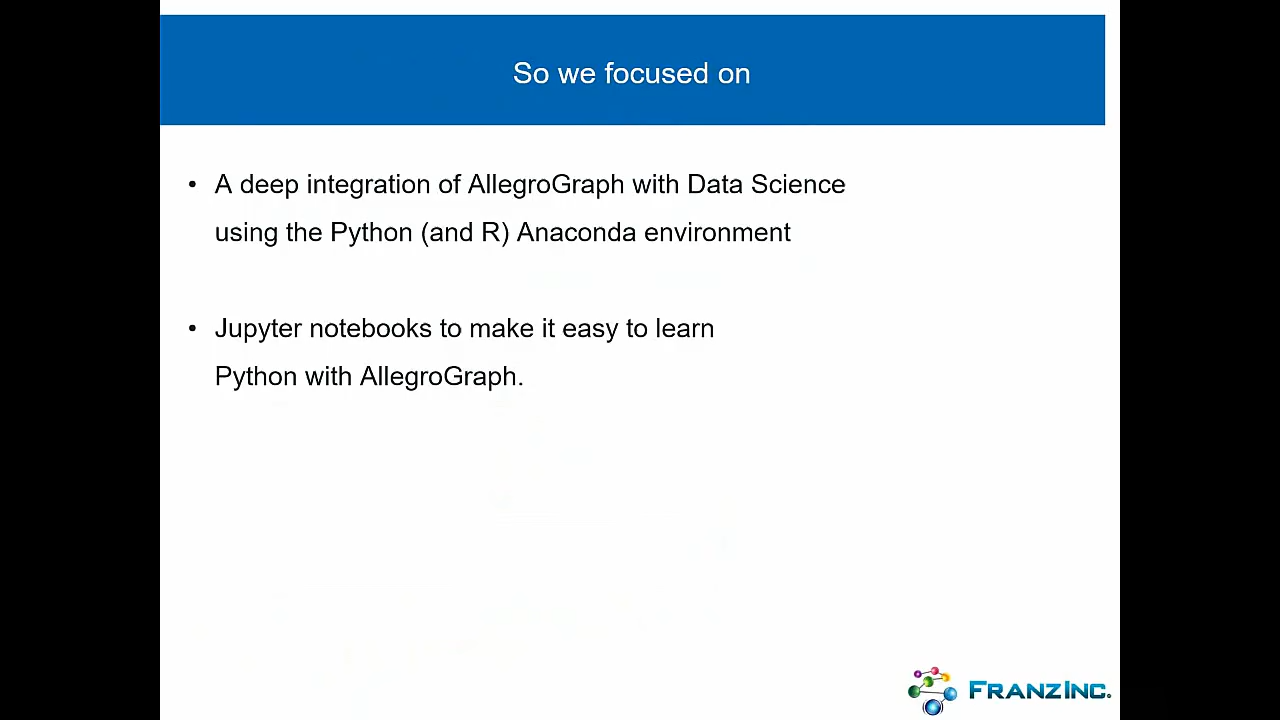 So we focused on
• A deep integration of AllegroGraph with Data Science
using the Python (and R) Anaconda environment
• Jupyter notebooks to make it easy to learn
Python with AllegroGraph.
FRANZINC.